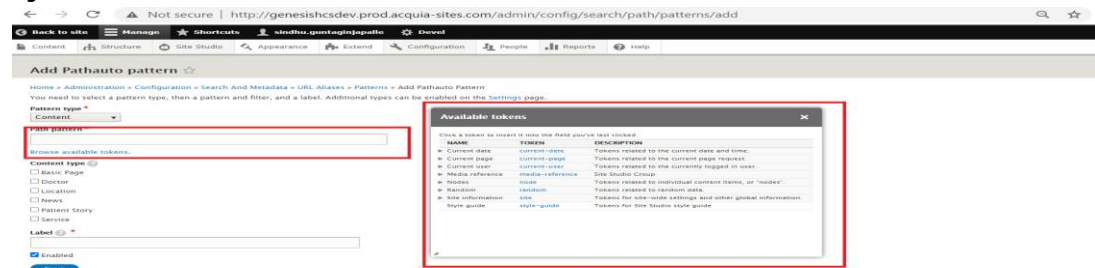 Not secure | http://genesishcsdev.prod.acquia-sites.com/admin/config/search/path/patterns/add
Back to site Manage Shortcuts sindhu.guntaginjapalle Devel
Content Structure Site Studio Appearance Extend Configuration People Reports Help
Add Pathauto pattern
Home » Administration » Configuration » Search And Metadata » URL Aliases » Patterns » Add Pathauto Pattern
You need to select a pattern type, then a pattern and filter, and a label. Additional types can be enabled on the Settings page.
Pattern type *
Content
Path pattern *
Browse available tokens.
Content type
Basic Page
Doctor
Location
News
Patient Story
Service
Label *
Enabled
Available tokens
Click a token to insert it into the field you've last clicked.
NAME TOKEN DESCRIPTION
Current date current-date Tokens related to the current date and time.
Current page current-page Tokens related to the current page request.
Current user current-user Tokens related to the currently logged in user.
Media reference media-reference Site Studio Group
Nodes node Tokens related to individual content items, or "nodes".
Random random Tokens related to random data.
Site information site Tokens for site-wide settings and other global information.
Style guide style-guide Tokens for Site Studio style guide